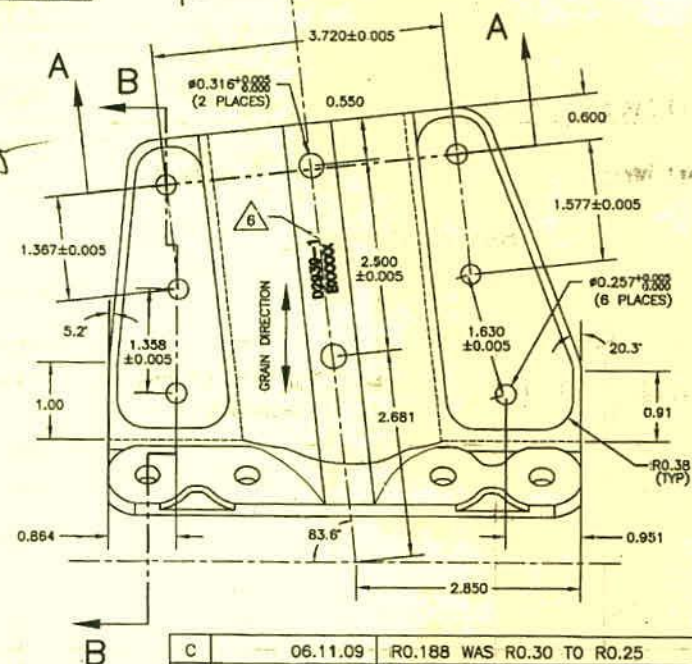 3.720±0.005
A
A
B
ø0.316+0.005
0.000
(2 PLACES)
0.550
0.600
1.577±0.005
1.367±0.005
6
D2939-1
2.500
±0.005
ø0.257+0.005
0.000
(6 PLACES)
GRAIN DIRECTION
5.2°
1.358
±0.005
1.630
±0.005
20.3°
1.00
2.681
0.91
R0.38
(TYP)
0.864
83.6°
0.951
2.850
B
C 06.11.09 R0.188 WAS R0.30 TO R0.25